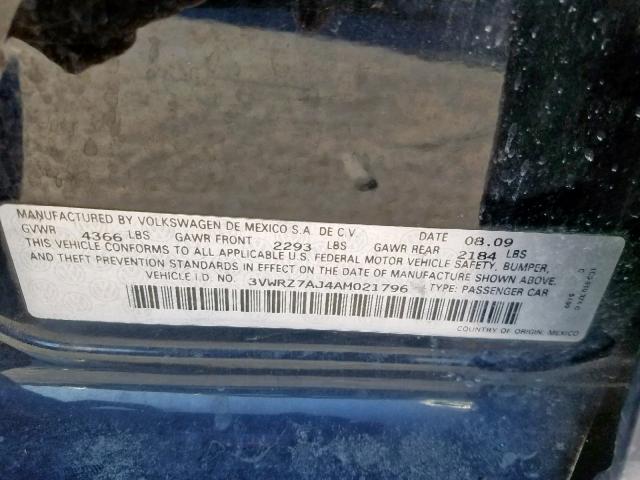 MANUFACTURED BY VOLKSWAGEN DE MEXICO S.A. DE C.V. DATE 08.09
GVWR 4366 LBS GAWR FRONT 2293 LBS GAWR REAR 2184 LBS
THIS VEHICLE CONFORMS TO ALL APPLICABLE U.S. FEDERAL MOTOR VEHICLE SAFETY, BUMPER,
AND THEFT PREVENTION STANDARDS IN EFFECT ON THE DATE OF MANUFACTURE SHOWN ABOVE.
VEHICLE I.D. NO. 3VWRZ7AJ4AM021796 TYPE: PASSENGER CAR
COUNTRY OF ORIGIN: MEXICO